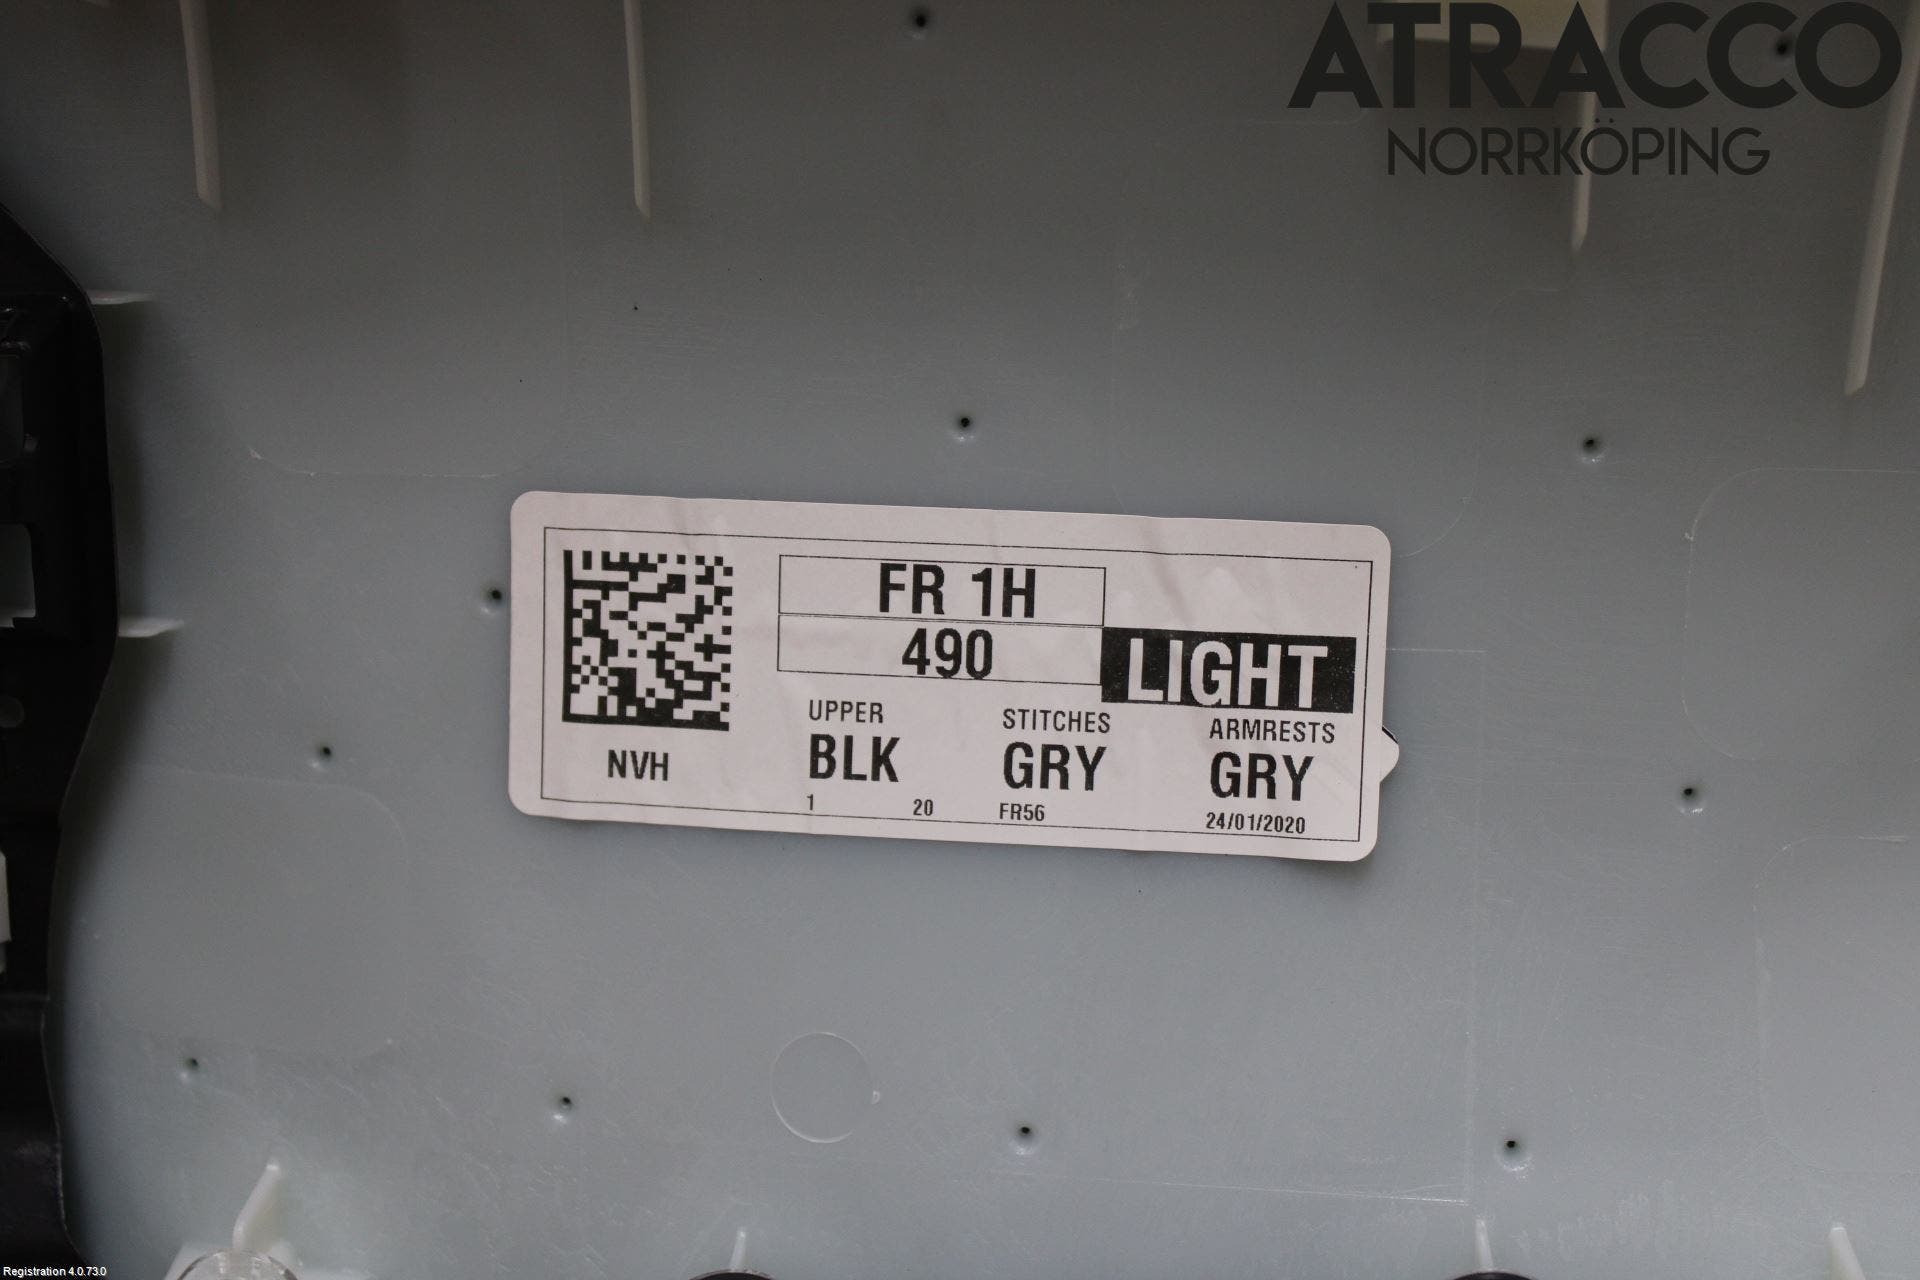 ATRACCO
NORRKÖPING
FR 1H
490
LIGHT
UPPER STITCHES ARMRESTS
NVH BLK GRY GRY
1 20 FR56 24/01/2020
Registration 4.0.73.0